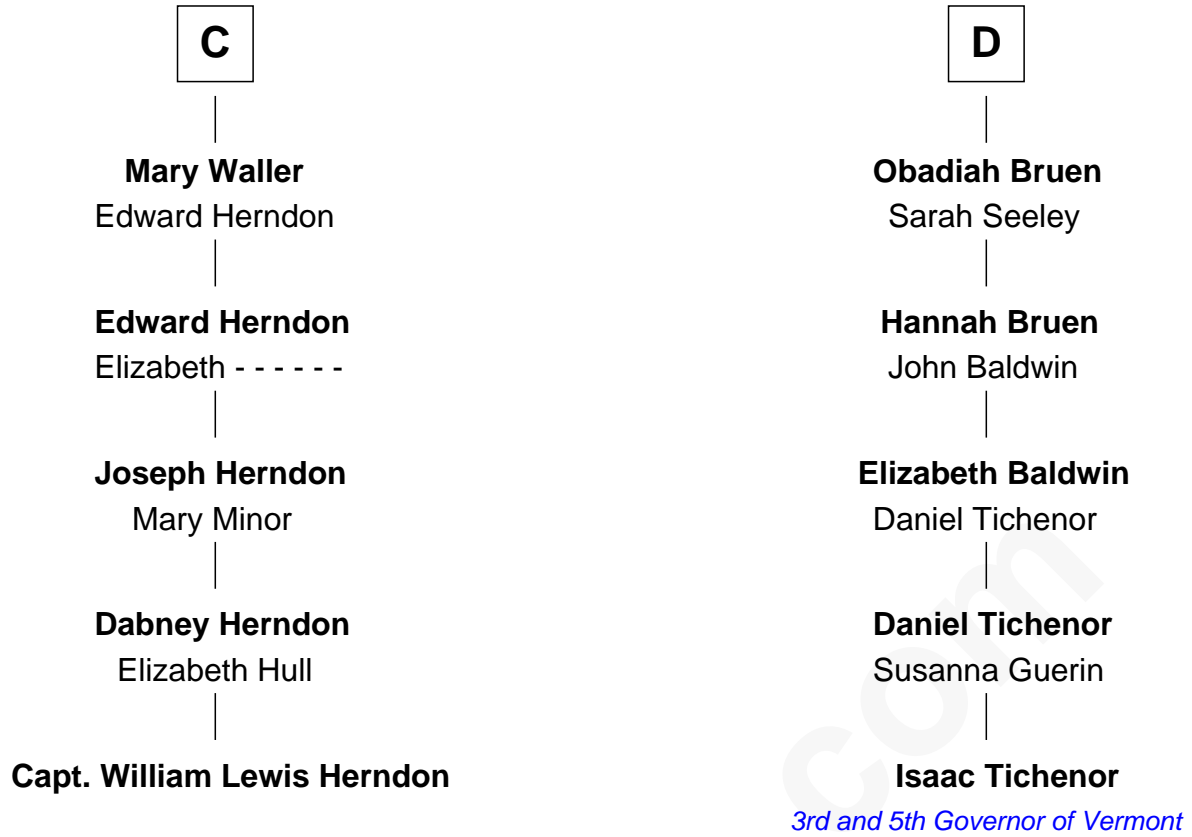 C
Mary Waller
Edward Herndon
Edward Herndon
Elizabeth - - - - - -
Joseph Herndon
Mary Minor
Dabney Herndon
Elizabeth Hull
Capt. William Lewis Herndon
D
Obadiah Bruen
Sarah Seeley
Hannah Bruen
John Baldwin
Elizabeth Baldwin
Daniel Tichenor
Daniel Tichenor
Susanna Guerin
Isaac Tichenor
3rd and 5th Governor of Vermont
com